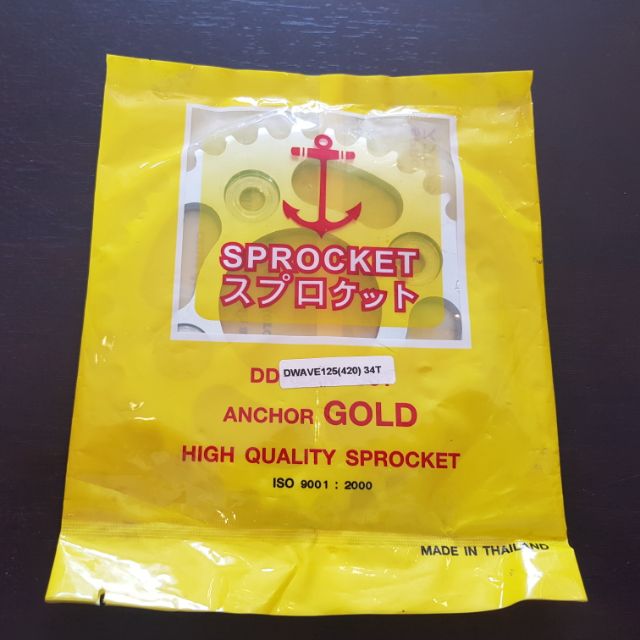 SPROCKET
スプロケット
DD
DWAVE125(420) 34T
ANCHOR GOLD
HIGH QUALITY SPROCKET
ISO 9001 : 2000
MADE IN THAILAND